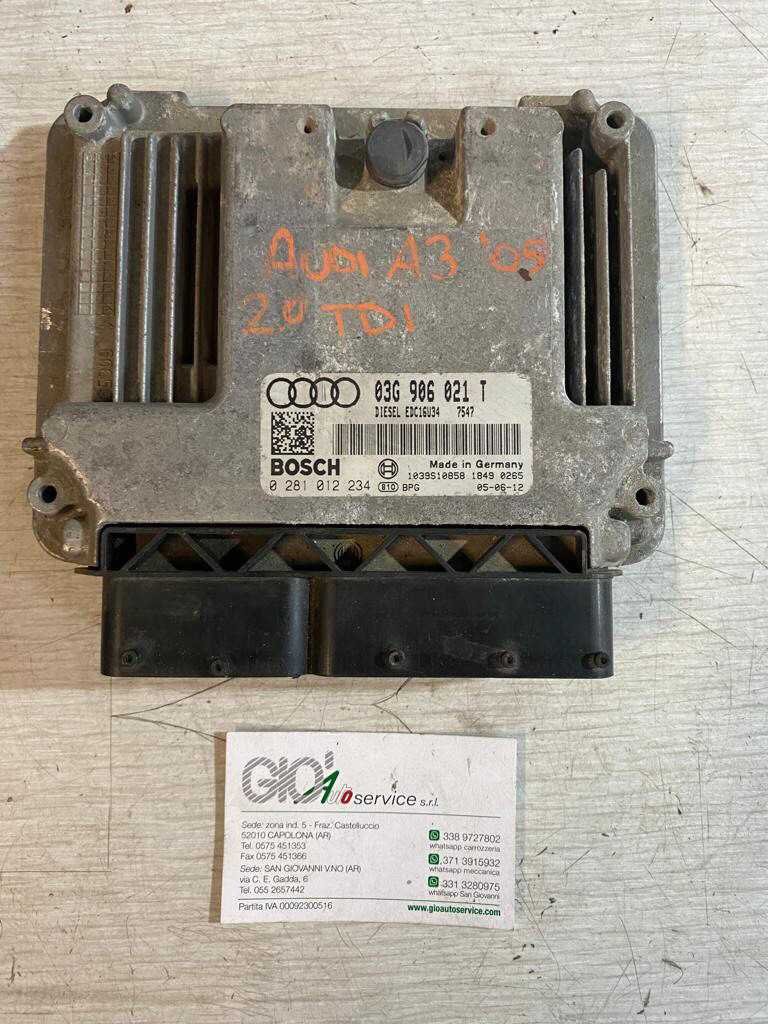 AUDI A3 '05
2.0 TDI
03G 906 021 T
DIESEL EDC16U34 7547
BOSCH
Made in Germany
1039S10858 1849 0265
0 281 012 234 810 BPG 05-06-12
GIO' Autoservice s.r.l.
Sede: zona ind. 5 - Fraz. Castelluccio
52010 CAPOLONA (AR)
Tel. 0575 451353
Fax 0575 451366
Sede: SAN GIOVANNI V.NO (AR)
via C. E. Gadda, 6
Tel. 055 2657442
Partita IVA 00092300516
338 9727802
whatsapp carrozzeria
371 3915932
whatsapp meccanica
331 3280975
whatsapp San Giovanni
www.gioautoservice.com